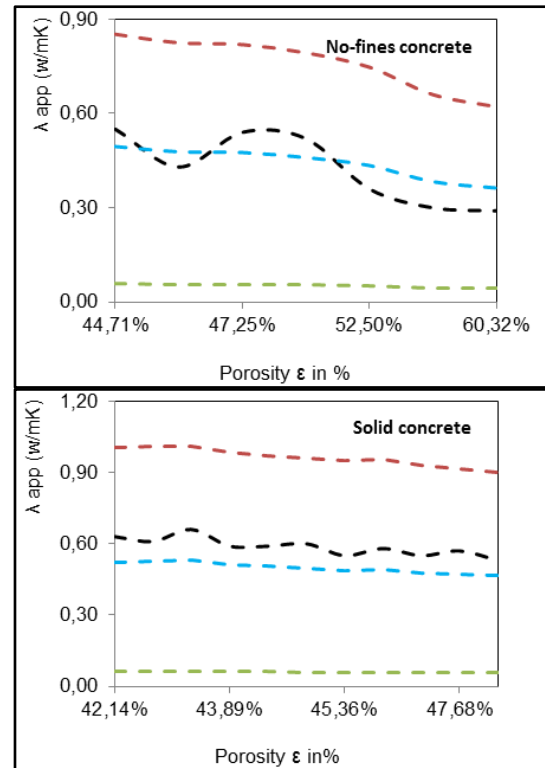 0,90
No-fines concrete
0,60
0,30
0,00
λ app (w/mK)
44,71% 47,25% 52,50% 60,32%
Porosity ε in %
1,20
Solid concrete
0,90
0,60
0,30
0,00
λ app (w/mK)
42,14% 43,89% 45,36% 47,68%
Porosity ε in%